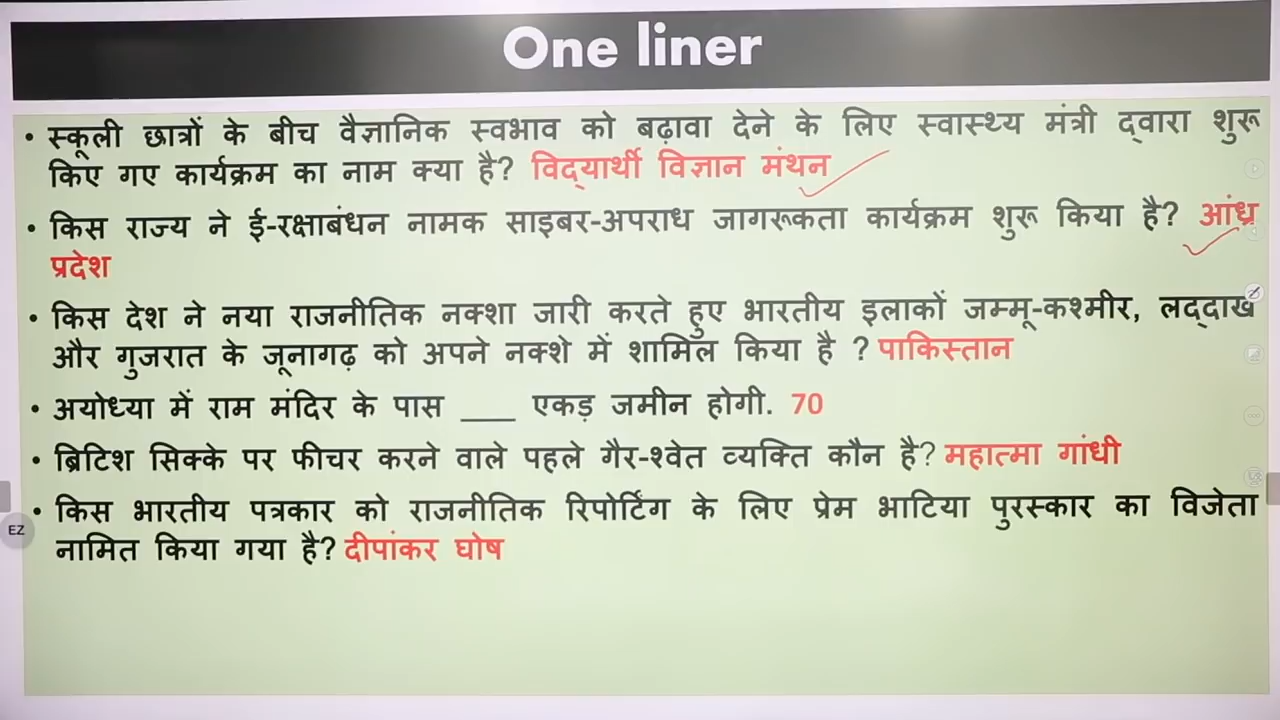 One liner
• स्कूली छात्रों के बीच वैज्ञानिक स्वभाव को बढ़ावा देने के लिए स्वास्थ्य मंत्री द्वारा शुरू
किए गए कार्यक्रम का नाम क्या है? विद्यार्थी विज्ञान मंथन
• किस राज्य ने ई-रक्षाबंधन नामक साइबर-अपराध जागरूकता कार्यक्रम शुरू किया है? आंध्र
प्रदेश
• किस देश ने नया राजनीतिक नक्शा जारी करते हुए भारतीय इलाकों जम्मू-कश्मीर, लद्दाख
और गुजरात के जूनागढ़ को अपने नक्शे में शामिल किया है ? पाकिस्तान
• अयोध्या में राम मंदिर के पास ____ एकड़ जमीन होगी. 70
• ब्रिटिश सिक्के पर फीचर करने वाले पहले गैर-श्वेत व्यक्ति कौन है? महात्मा गांधी
• किस भारतीय पत्रकार को राजनीतिक रिपोर्टिंग के लिए प्रेम भाटिया पुरस्कार का विजेता
EZ
नामित किया गया है? दीपांकर घोष